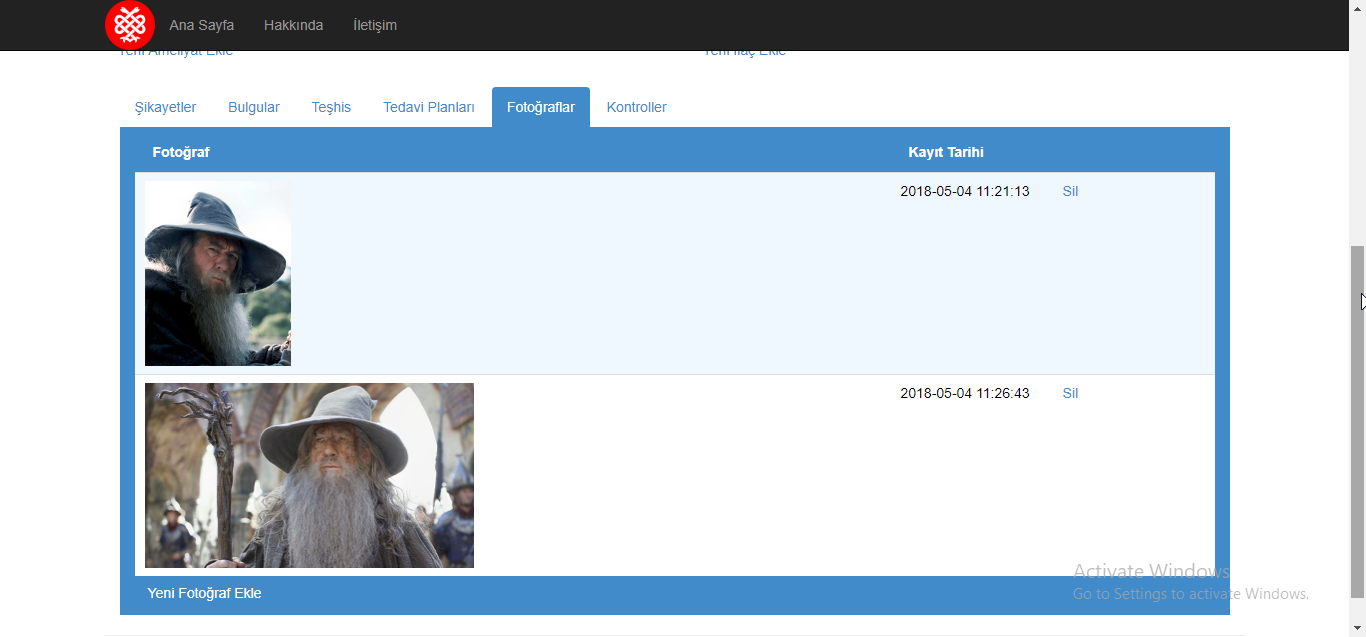 Ana Sayfa Hakkında İletişim
Yeni Ameliyat Ekle Yeni İlaç Ekle
Şikayetler Bulgular Teşhis Tedavi Planları Fotoğraflar Kontroller
Fotoğraf Kayıt Tarihi
2018-05-04 11:21:13 Sil
2018-05-04 11:26:43 Sil
Activate Windows
Yeni Fotoğraf Ekle
Go to Settings to activate Windows.